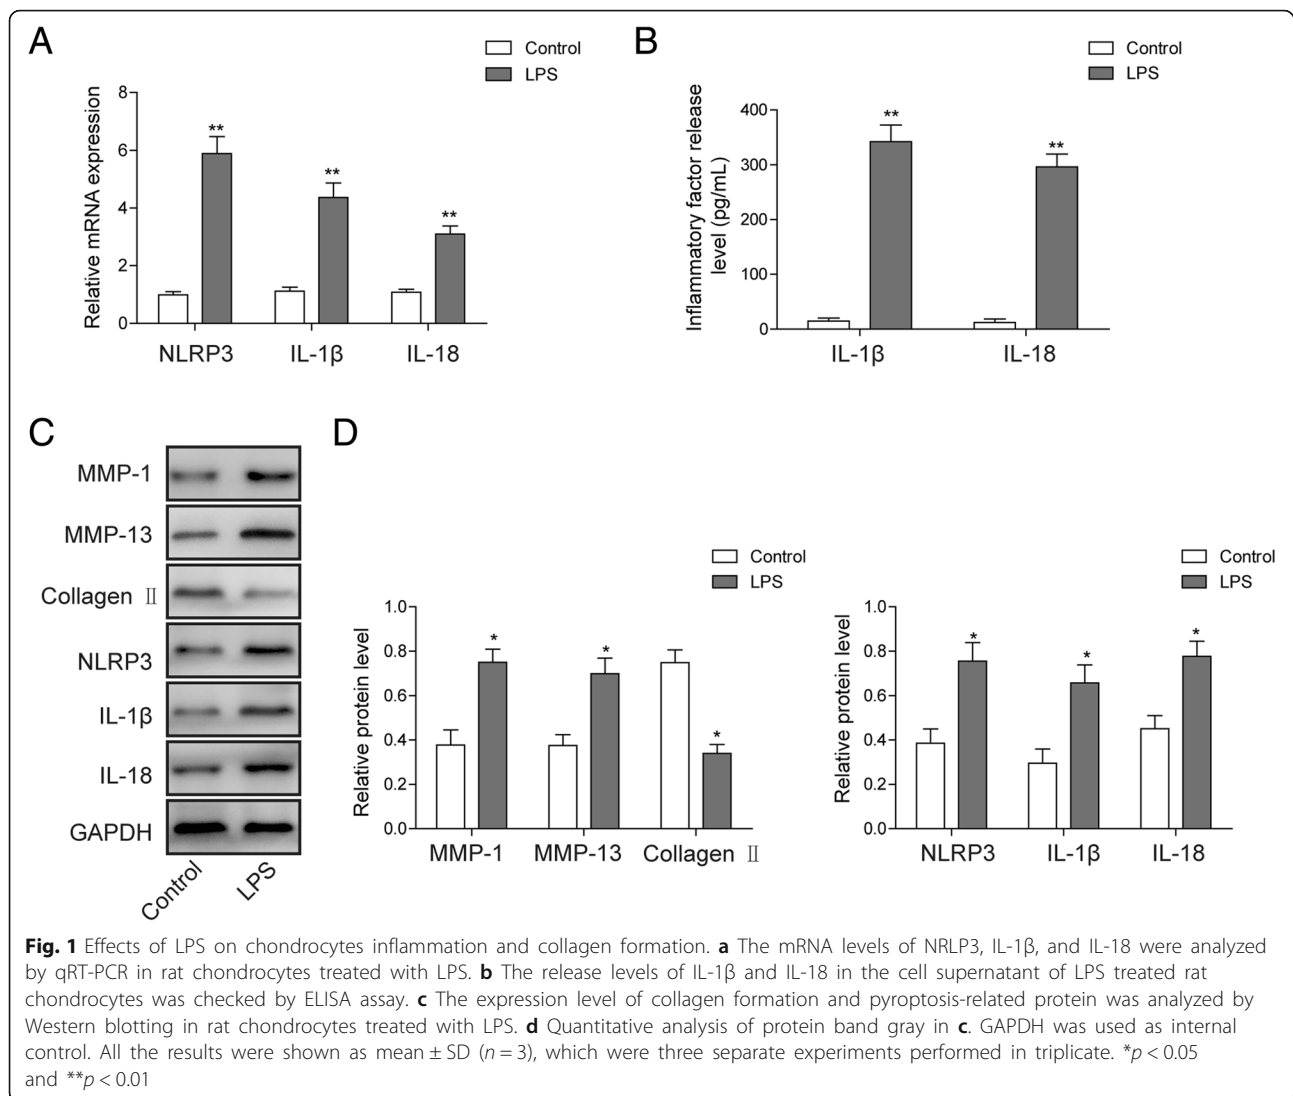 A
Control
LPS
Relative mRNA expression
8
6
4
2
0
**
**
**
NLRP3 IL-1β IL-18
B
Control
LPS
Inflammatory factor release
level (pg/mL)
400
300
200
100
0
**
**
IL-1β IL-18
C
MMP-1
MMP-13
Collagen Ⅱ
NLRP3
IL-1β
IL-18
GAPDH
Control LPS
D
Control
LPS
Relative protein level
1.0
0.8
0.6
0.4
0.2
0.0
*
*
*
MMP-1 MMP-13 Collagen Ⅱ
Control
LPS
Relative protein level
1.0
0.8
0.6
0.4
0.2
0.0
*
*
*
NLRP3 IL-1β IL-18
Fig. 1 Effects of LPS on chondrocytes inflammation and collagen formation. a The mRNA levels of NRLP3, IL-1β, and IL-18 were analyzed
by qRT-PCR in rat chondrocytes treated with LPS. b The release levels of IL-1β and IL-18 in the cell supernatant of LPS treated rat
chondrocytes was checked by ELISA assay. c The expression level of collagen formation and pyroptosis-related protein was analyzed by
Western blotting in rat chondrocytes treated with LPS. d Quantitative analysis of protein band gray in c. GAPDH was used as internal
control. All the results were shown as mean ± SD (n = 3), which were three separate experiments performed in triplicate. *p < 0.05
and **p < 0.01